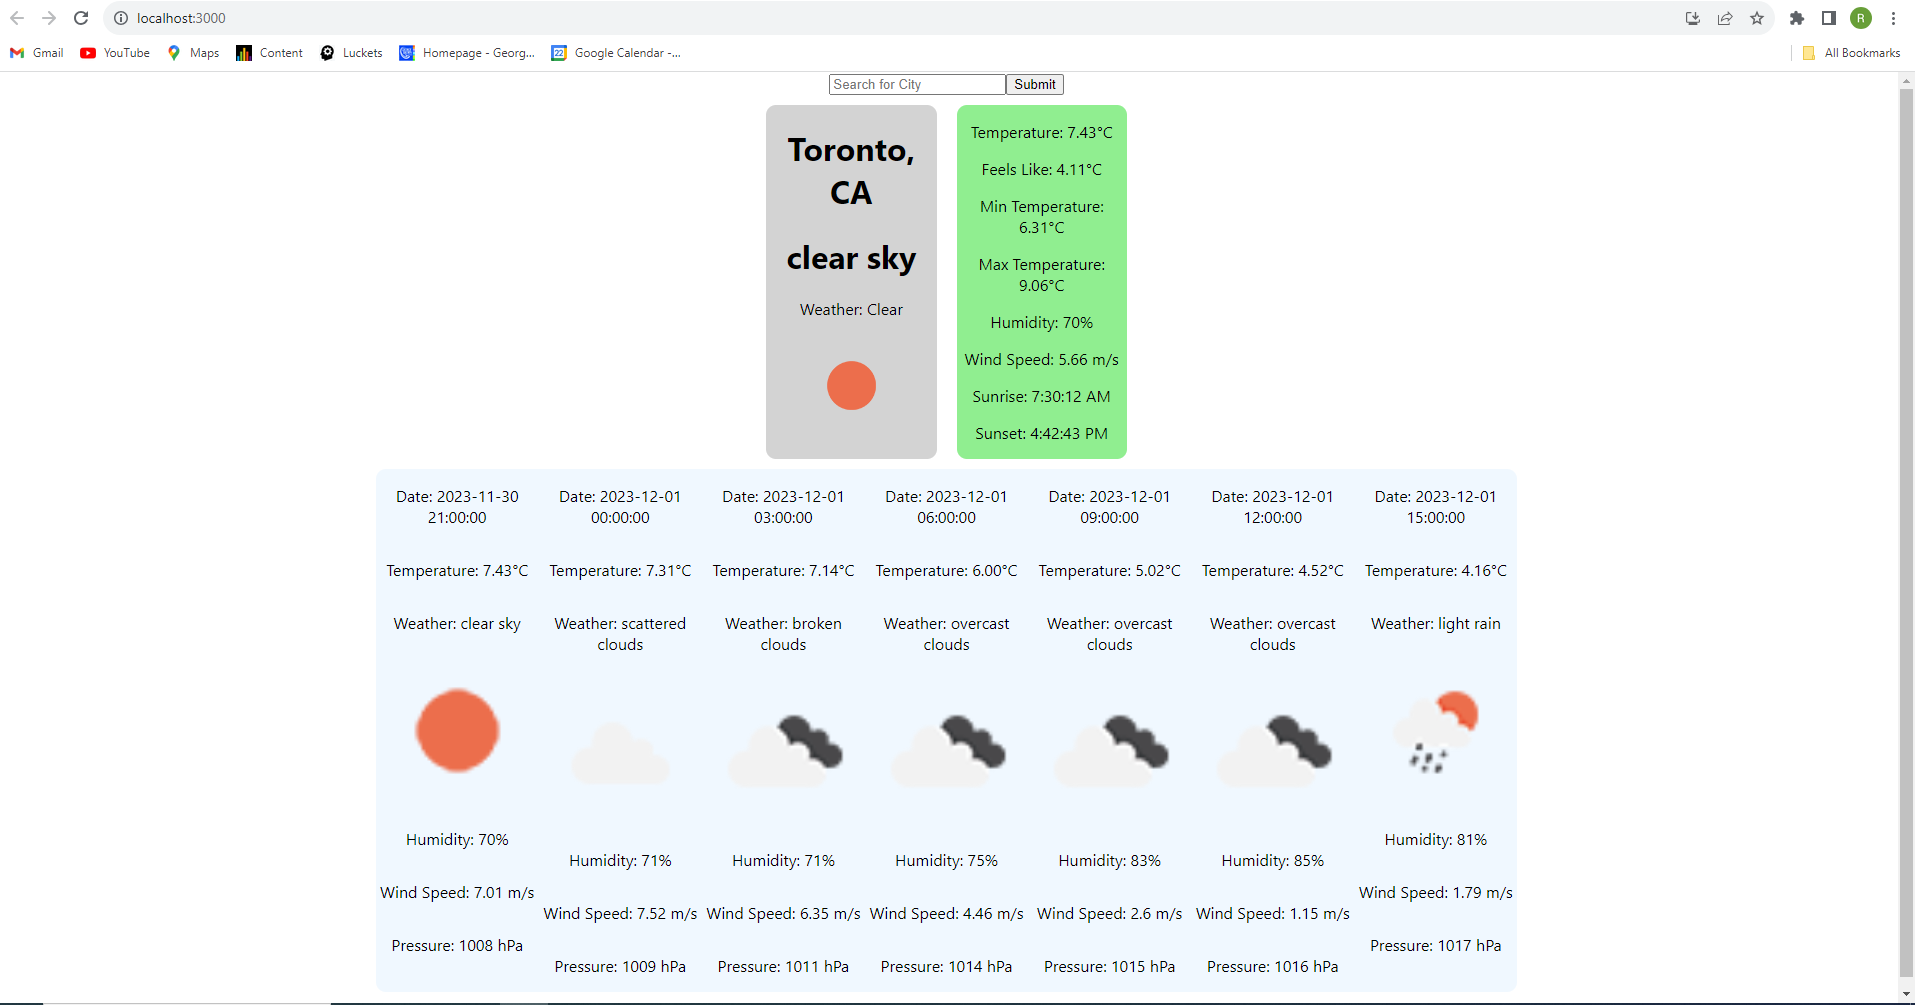 localhost:3000
R
Gmail
YouTube
Maps
Content
Luckets
Homepage - Georg...
22
Google Calendar -...
All Bookmarks
Search for City
Submit
Toronto,
CA
clear sky
Weather: Clear
Temperature: 7.43°C
Feels Like: 4.11°C
Min Temperature:
6.31°C
Max Temperature:
9.06°C
Humidity: 70%
Wind Speed: 5.66 m/s
Sunrise: 7:30:12 AM
Sunset: 4:42:43 PM
Date: 2023-11-30
21:00:00
Temperature: 7.43°C
Weather: clear sky
Humidity: 70%
Wind Speed: 7.01 m/s
Pressure: 1008 hPa
Date: 2023-12-01
00:00:00
Temperature: 7.31°C
Weather: scattered
clouds
Humidity: 71%
Wind Speed: 7.52 m/s
Pressure: 1009 hPa
Date: 2023-12-01
03:00:00
Temperature: 7.14°C
Weather: broken
clouds
Humidity: 71%
Wind Speed: 6.35 m/s
Pressure: 1011 hPa
Date: 2023-12-01
06:00:00
Temperature: 6.00°C
Weather: overcast
clouds
Humidity: 75%
Wind Speed: 4.46 m/s
Pressure: 1014 hPa
Date: 2023-12-01
09:00:00
Temperature: 5.02°C
Weather: overcast
clouds
Humidity: 83%
Wind Speed: 2.6 m/s
Pressure: 1015 hPa
Date: 2023-12-01
12:00:00
Temperature: 4.52°C
Weather: overcast
clouds
Humidity: 85%
Wind Speed: 1.15 m/s
Pressure: 1016 hPa
Date: 2023-12-01
15:00:00
Temperature: 4.16°C
Weather: light rain
Humidity: 81%
Wind Speed: 1.79 m/s
Pressure: 1017 hPa